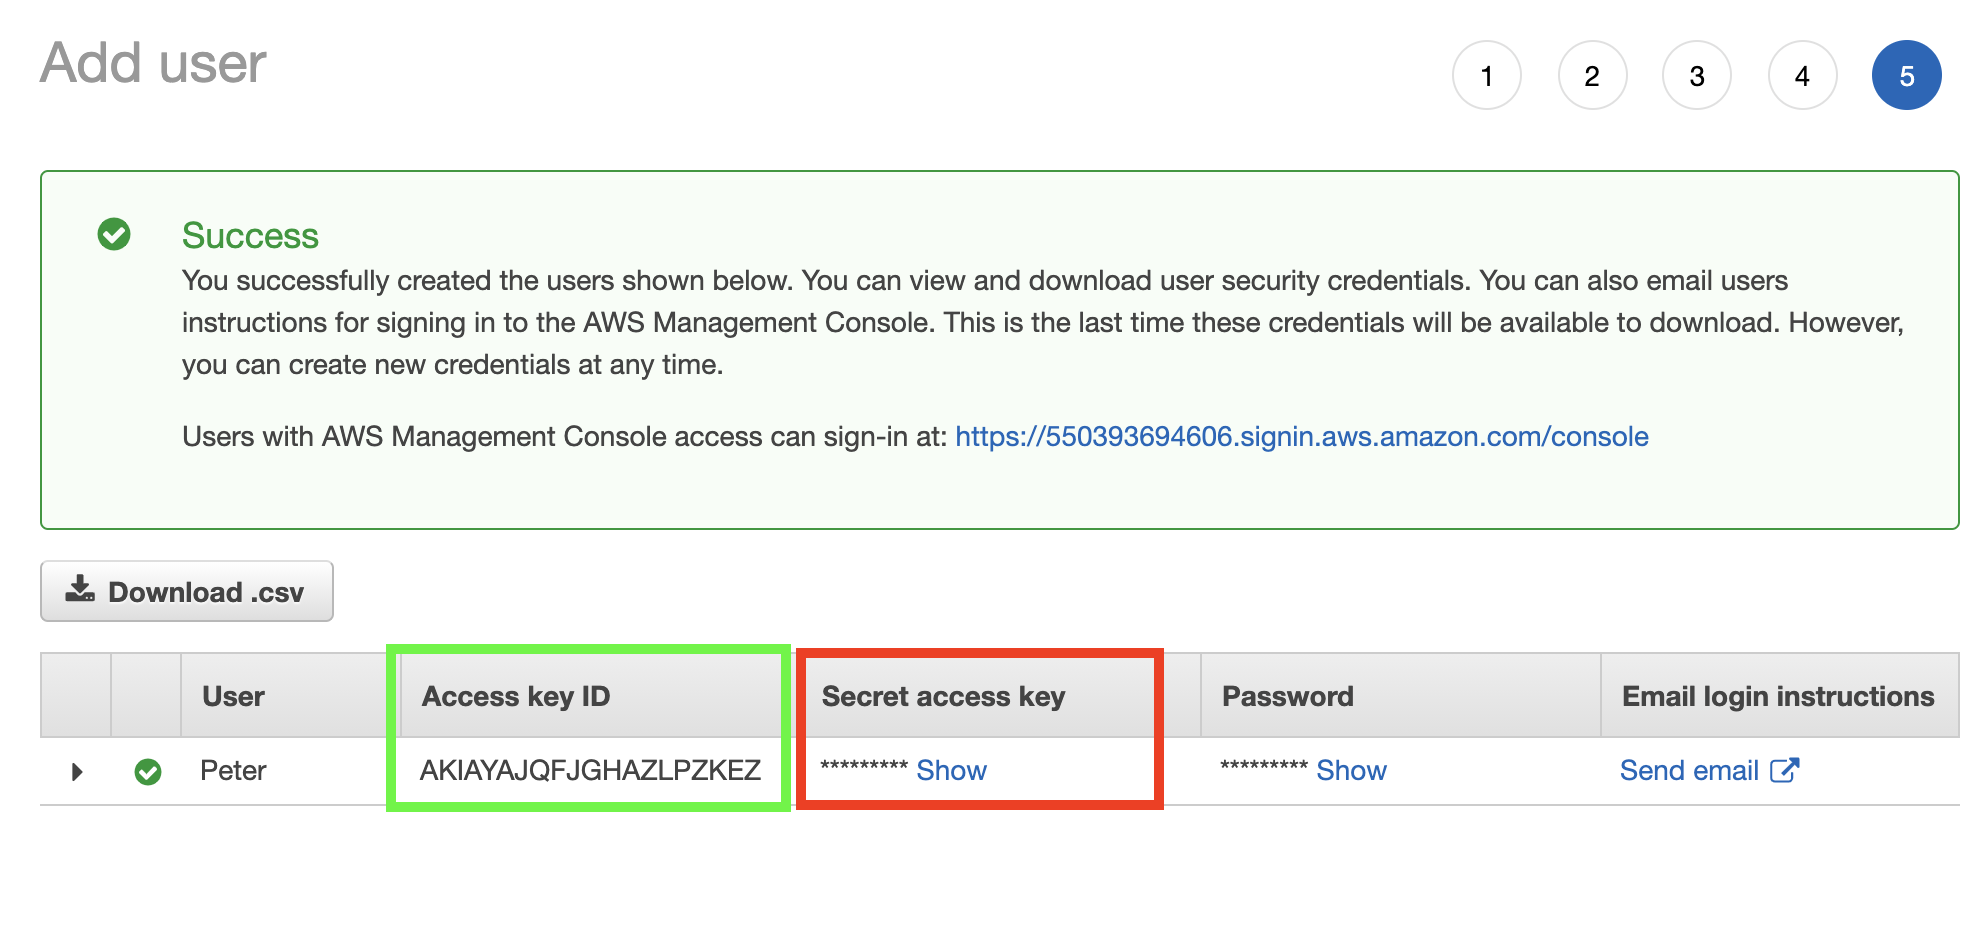 Add user
1 2 3 4 5
Success
You successfully created the users shown below. You can view and download user security credentials. You can also email users
instructions for signing in to the AWS Management Console. This is the last time these credentials will be available to download. However,
you can create new credentials at any time.
Users with AWS Management Console access can sign-in at: https://550393694606.signin.aws.amazon.com/console
Download .csv
User Access key ID Secret access key Password Email login instructions
Peter AKIAYAJQFJGHAZLPZKEZ ********* Show ********* Show Send email